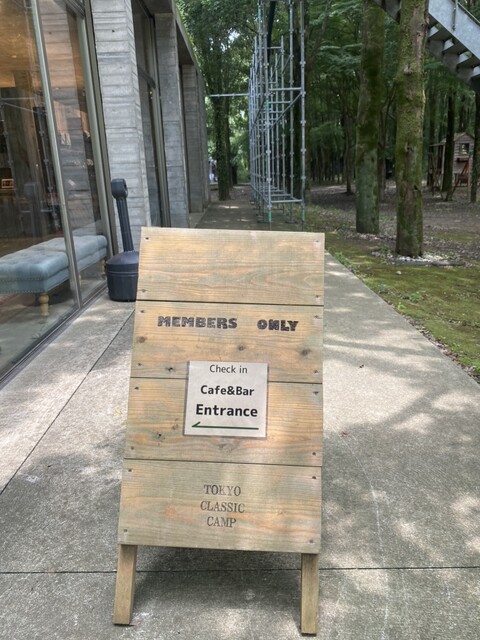 MEMBERS ONLY
Check in
Cafe&Bar
Entrance
TOKYO
CLASSIC
CAMP